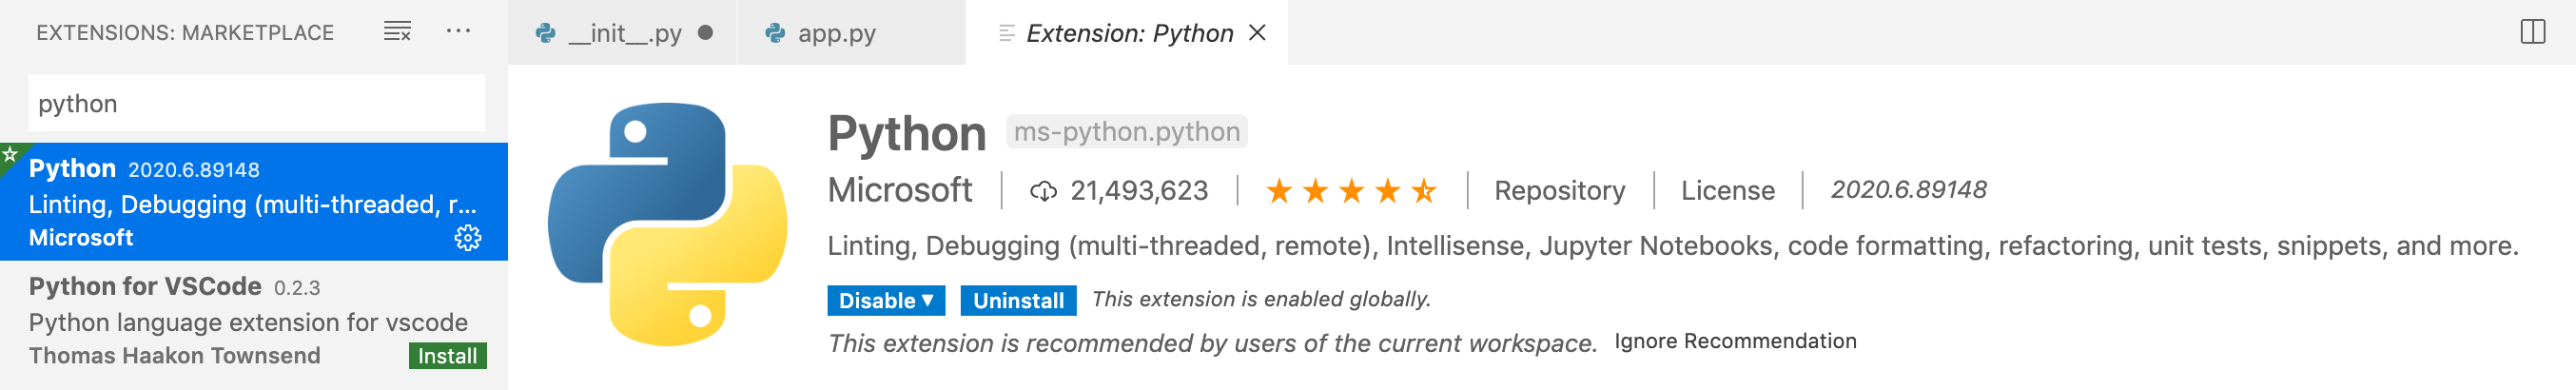 EXTENSIONS: MARKETPLACE
python
Python 2020.6.89148
Linting, Debugging (multi-threaded, r...
Microsoft
Python for VSCode 0.2.3
Python language extension for vscode
Thomas Haakon Townsend Install
__init__.py app.py Extension: Python
Python ms-python.python
Microsoft 21,493,623 Repository License 2020.6.89148
Linting, Debugging (multi-threaded, remote), Intellisense, Jupyter Notebooks, code formatting, refactoring, unit tests, snippets, and more.
Disable Uninstall This extension is enabled globally.
This extension is recommended by users of the current workspace. Ignore Recommendation